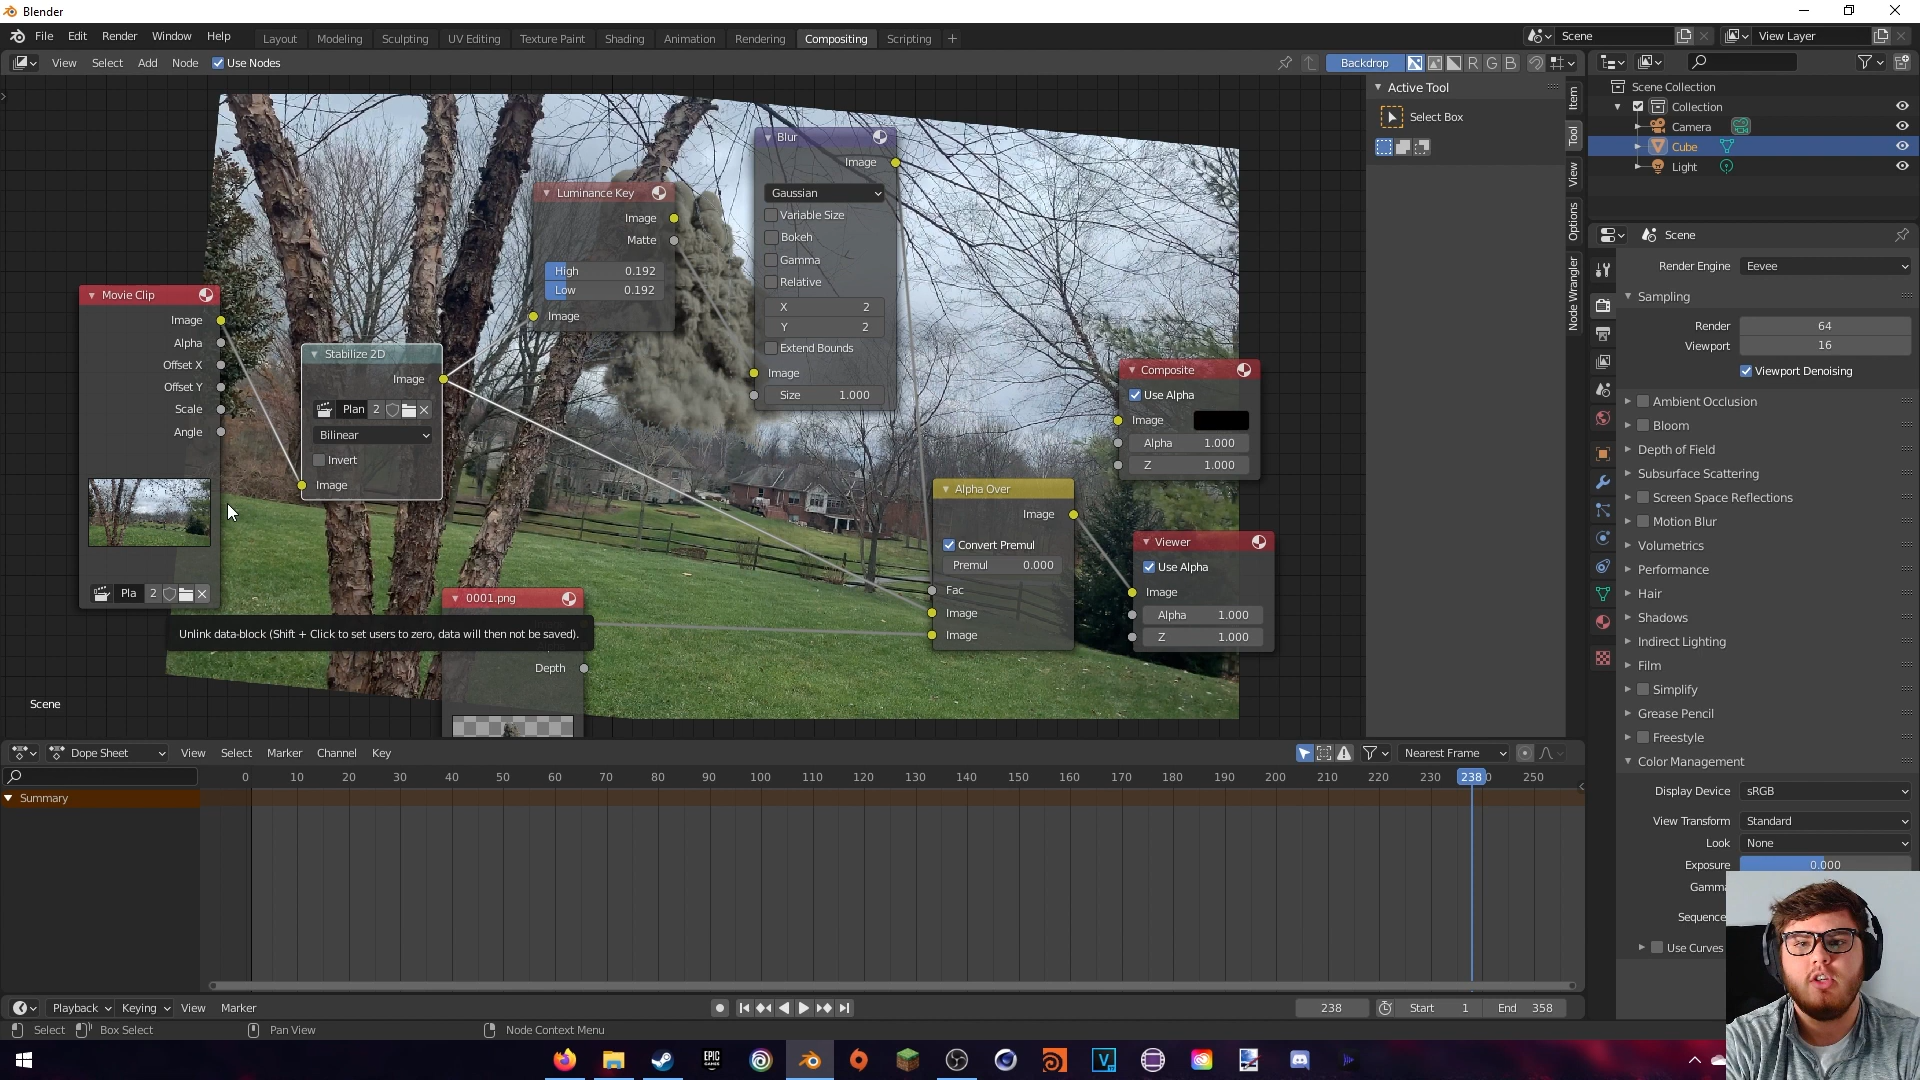 Blender
File Edit Render Window Help
Layout Modeling Sculpting UV Editing Texture Paint Shading Animation Rendering Compositing Scripting +
Scene
View Layer
View Select Add Node Use Nodes
Backdrop R G B
Active Tool
Select Box
Item
Tool
View
Options
Node Wrangler
Scene Collection
Collection
Camera
Cube
Light
Scene
Render Engine Eevee
Sampling
Render 64
Viewport 16
Viewport Denoising
Ambient Occlusion
Bloom
Depth of Field
Subsurface Scattering
Screen Space Reflections
Motion Blur
Volumetrics
Performance
Hair
Shadows
Indirect Lighting
Film
Simplify
Grease Pencil
Freestyle
Color Management
Display Device sRGB
View Transform Standard
Look None
Exposure 0.000
Gamma
Sequence
Use Curves
Movie Clip
Image
Alpha
Offset X
Offset Y
Scale
Angle
Pla 2
Stabilize 2D
Image
Plan 2
Bilinear
Invert
Image
Luminance Key
Image
Matte
High 0.192
Low 0.192
Image
Blur
Image
Gaussian
Variable Size
Bokeh
Gamma
Relative
X 2
Y 2
Extend Bounds
Image
Size 1.000
Composite
Use Alpha
Image
Alpha 1.000
Z 1.000
Alpha Over
Image
Convert Premul
Premul 0.000
Fac
Image
Image
Viewer
Use Alpha
Image
Alpha 1.000
Z 1.000
0001.png
Unlink data-block (Shift + Click to set users to zero, data will then not be saved).
Depth
Scene
Dope Sheet View Select Marker Channel Key
Nearest Frame
0 10 20 30 40 50 60 70 80 90 100 110 120 130 140 150 160 170 180 190 200 210 220 230 238 250
Summary
Playback Keying View Marker
238 Start 1 End 358
Select Box Select Pan View Node Context Menu
EPIC GAMES
V